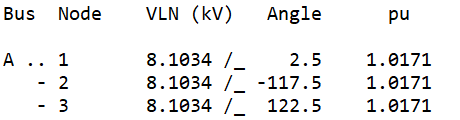 Bus  Node    VLN (kV)   Angle      pu
A .. 1      8.1034 /_    2.5    1.0171
   - 2      8.1034 /_ -117.5    1.0171
   - 3      8.1034 /_  122.5    1.0171